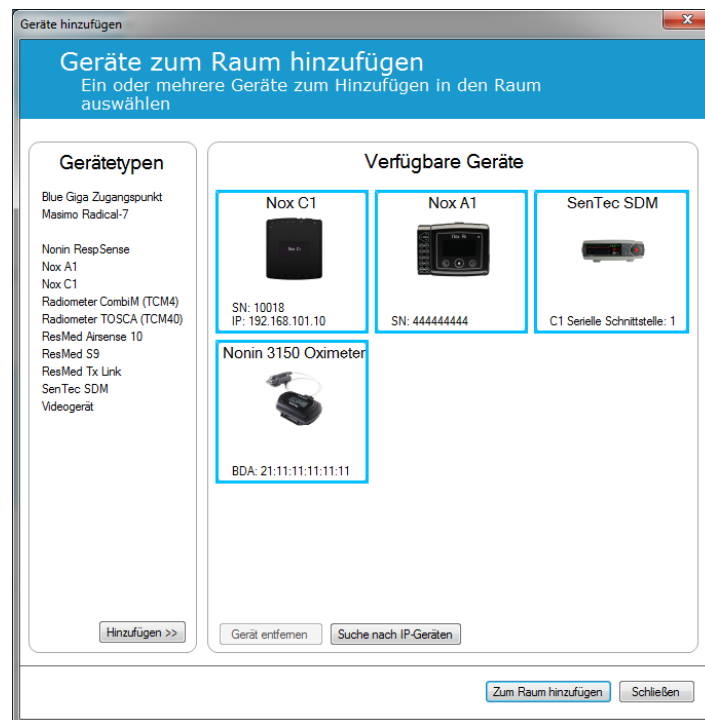 Geräte hinzufügen
Geräte zum Raum hinzufügen
Ein oder mehrere Geräte zum Hinzufügen in den Raum
auswählen
Gerätetypen
Blue Giga Zugangspunkt
Masimo Radical-7
Nonin RespSense
Nox A1
Nox C1
Radiometer CombiM (TCM4)
Radiometer TOSCA (TCM40)
ResMed Airsense 10
ResMed S9
ResMed Tx Link
SenTec SDM
Videogerät
Hinzufügen >>
Verfügbare Geräte
Nox C1
Nox C1
SN: 10018
IP: 192.168.101.10
Nox A1
Nox A1
SN: 444444444
SenTec SDM
C1 Serielle Schnittstelle: 1
Nonin 3150 Oximeter
BDA: 21:11:11:11:11:11
Gerät entfernen
Suche nach IP-Geräten
Zum Raum hinzufügen
Schließen